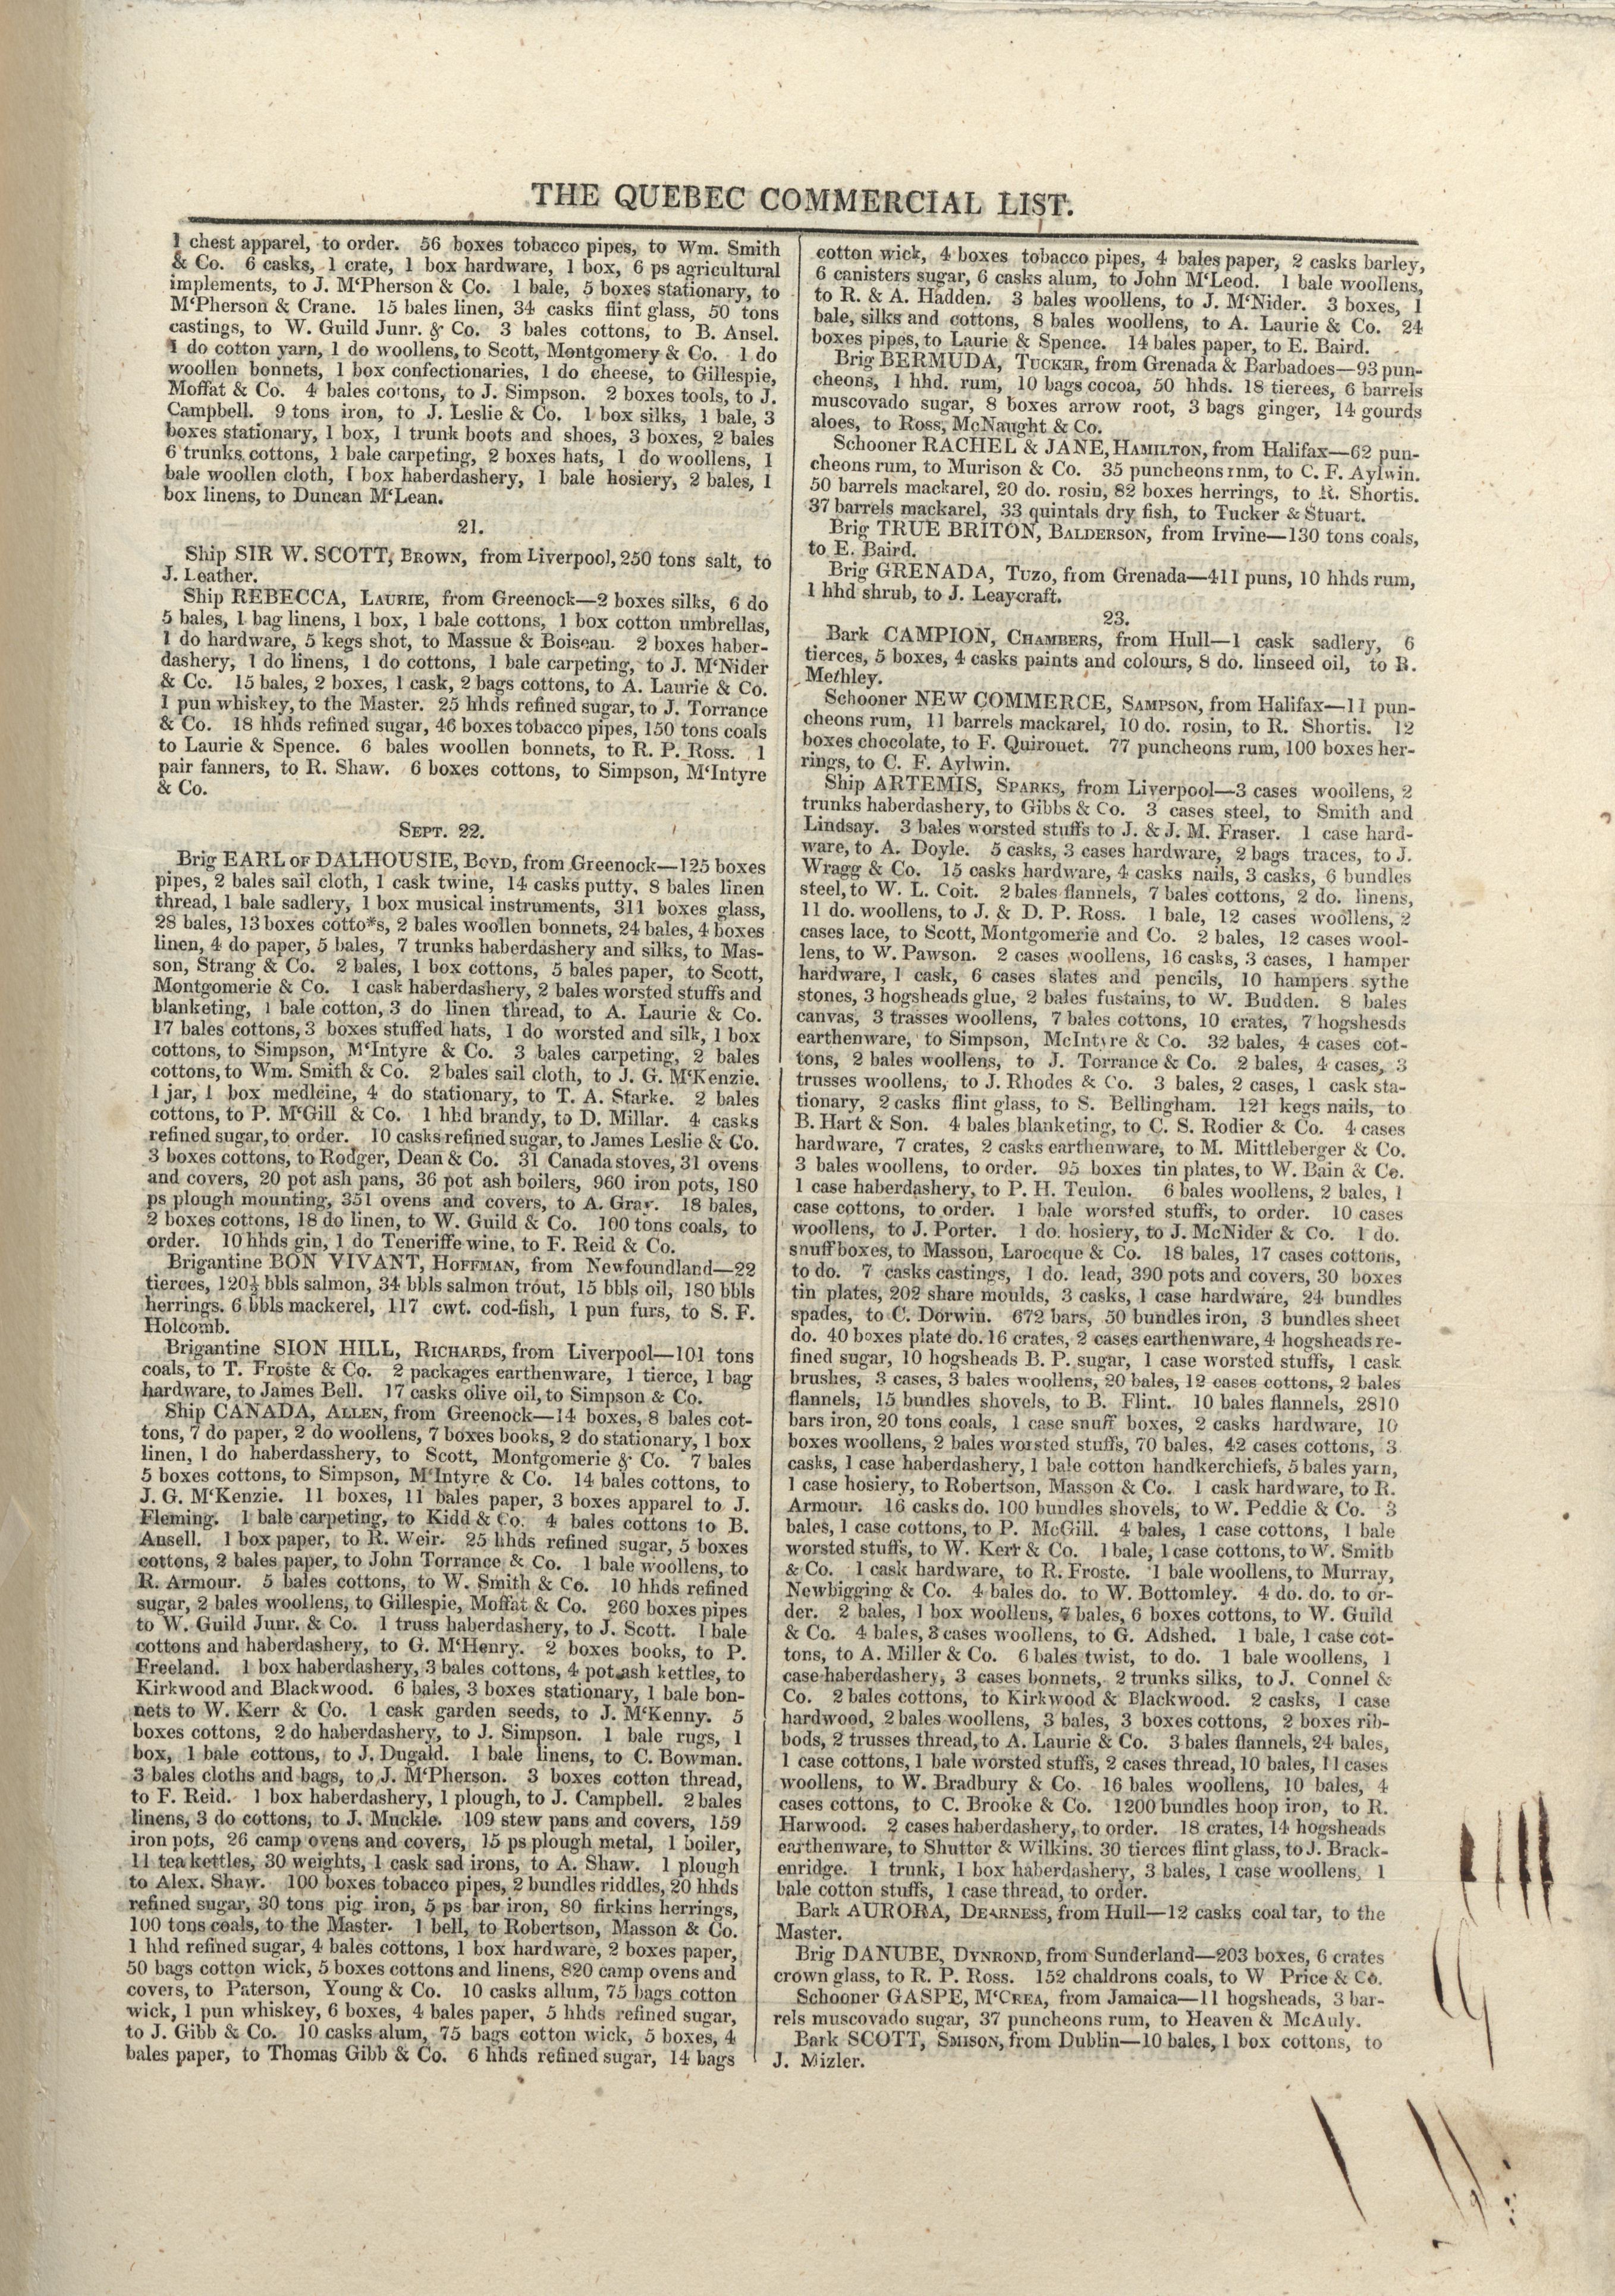 THE QUEBEC COMMERCIAL LIST.
1 chest apparel, to order. 56 boxes tobacco pipes, to Wm. Smith
& Co. 6 casks, 1 crate, 1 box hardware, 1 box, 6 ps agricultural
implements, to J. M'Pherson & Co. 1 bale, 5 boxes stationary, to
M'Pherson & Crane. 15 bales linen, 34 casks flint glass, 50 tons
castings, to W. Guild Junr. & Co. 3 bales cottons, to B. Ansel.
1 do cotton yarn, 1 do woollens, to Scott, Montgomery & Co. 1 do
woollen bonnets, 1 box confectionaries, 1 do cheese, to Gillespie,
Moffat & Co. 4 bales cottons, to J. Simpson. 2 boxes tools, to J.
Campbell. 9 tons iron, to J. Leslie & Co. 1 box silks, 1 bale, 3
boxes stationary, 1 box, 1 trunk boots and shoes, 3 boxes, 2 bales
6 trunks cottons, 1 bale carpeting, 2 boxes hats, 1 do woollens, 1
bale woollen cloth, 1 box haberdashery, 1 bale hosiery, 2 bales, 1
box linens, to Duncan M'Lean.
21.
Ship SIR W. SCOTT, BROWN, from Liverpool, 250 tons salt, to
J. Leather.
Ship REBECCA, LAURIE, from Greenock—2 boxes silks, 6 do
5 bales, 1 bag linens, 1 box, 1 bale cottons, 1 box cotton umbrellas,
1 do hardware, 5 kegs shot, to Massue & Boiseau. 2 boxes haber-
dashery, 1 do linens, 1 do cottons, 1 bale carpeting, to J. M'Nider
& Co. 15 bales, 2 boxes, 1 cask, 2 bags cottons, to A. Laurie & Co.
1 pun whiskey, to the Master. 25 hhds refined sugar, to J. Torrance
& Co. 18 hhds refined sugar, 46 boxes tobacco pipes, 150 tons coals
to Laurie & Spence. 6 bales woollen bonnets, to R. P. Ross. 1
pair fanners, to R. Shaw. 6 boxes cottons, to Simpson, M'Intyre
& Co.
SEPT. 22.
Brig EARL OF DALHOUSIE, BOYD, from Greenock—125 boxes
pipes, 2 bales sail cloth, 1 cask twine, 14 casks putty, 8 bales linen
thread, 1 bale sadlery, 1 box musical instruments, 311 boxes glass,
28 bales, 13 boxes cotto*s, 2 bales woollen bonnets, 24 bales, 4 boxes
linen, 4 do paper, 5 bales, 7 trunks haberdashery and silks, to Mas-
son, Strang & Co. 2 bales, 1 box cottons, 5 bales paper, to Scott,
Montgomerie & Co. 1 cask haberdashery, 2 bales worsted stuffs and
blanketing, 1 bale cotton, 3 do linen thread, to A. Laurie & Co.
17 bales cottons, 3 boxes stuffed hats, 1 do worsted and silk, 1 box
cottons, to Simpson, M'Intyre & Co. 3 bales carpeting, 2 bales
cottons, to Wm. Smith & Co. 2 bales sail cloth, to J. G. M'Kenzie.
1 jar, 1 box medicine, 4 do stationary, to T. A. Starke. 2 bales
cottons, to P. M'Gill & Co. 1 hhd brandy, to D. Millar. 4 casks
refined sugar, to order. 10 casks refined sugar, to James Leslie & Co.
3 boxes cottons, to Rodger, Dean & Co. 31 Canada stoves, 31 ovens
and covers, 20 pot ash pans, 36 pot ash boilers, 960 iron pots, 180
ps plough mounting, 351 ovens and covers, to A. Gray. 18 bales,
2 boxes cottons, 18 do linen, to W. Guild & Co. 100 tons coals, to
order. 10 hhds gin, 1 do Teneriffe wine, to F. Reid & Co.
Brigantine BON VIVANT, HOFFMAN, from Newfoundland—22
tierces, 120½ bbls salmon, 34 bbls salmon trout, 15 bbls oil, 180 bbls
herrings. 6 bbls mackerel, 117 cwt. cod-fish, 1 pun furs, to S. F.
Holcomb.
Brigantine SION HILL, RICHARDS, from Liverpool—101 tons
coals, to T. Froste & Co. 2 packages earthenware, 1 tierce, 1 bag
hardware, to James Bell. 17 casks olive oil, to Simpson & Co.
Ship CANADA, ALLEN, from Greenock—14 boxes, 8 bales cot-
tons, 7 do paper, 2 do woollens, 7 boxes books, 2 do stationary, 1 box
linen, 1 do haberdasshery, to Scott, Montgomerie & Co. 7 bales
5 boxes cottons, to Simpson, M'Intyre & Co. 14 bales cottons, to
J. G. M'Kenzie. 11 boxes, 11 bales paper, 3 boxes apparel to J.
Fleming. 1 bale carpeting, to Kidd & Co. 4 bales cottons to B.
Ansell. 1 box paper, to R. Weir. 25 hhds refined sugar, 5 boxes
cottons, 2 bales paper, to John Torrance & Co. 1 bale woollens, to
R. Armour. 5 bales cottons, to W. Smith & Co. 10 hhds refined
sugar, 2 bales woollens, to Gillespie, Moffat & Co. 260 boxes pipes
to W. Guild Junr. & Co. 1 truss haberdashery, to J. Scott. 1 bale
cottons and haberdashery, to G. M'Henry. 2 boxes books, to P.
Freeland. 1 box haberdashery, 3 bales cottons, 4 pot ash kettles, to
Kirkwood and Blackwood. 6 bales, 3 boxes stationary, 1 bale bon-
nets to W. Kerr & Co. 1 cask garden seeds, to J. M'Kenny. 5
boxes cottons, 2 do haberdashery, to J. Simpson. 1 bale rugs, 1
box, 1 bale cottons, to J. Dugald. 1 bale linens, to C. Bowman.
3 bales cloths and bags, to J. M'Pherson. 3 boxes cotton thread,
to F. Reid. 1 box haberdashery, 1 plough, to J. Campbell. 2 bales
linens, 3 do cottons, to J. Muckle. 109 stew pans and covers, 159
iron pots, 26 camp ovens and covers, 15 ps plough metal, 1 boiler,
11 tea kettles, 30 weights, 1 cask sad irons, to A. Shaw. 1 plough
to Alex. Shaw. 100 boxes tobacco pipes, 2 bundles riddles, 20 hhds
refined sugar, 30 tons pig iron, 5 ps bar iron, 80 firkins herrings,
100 tons coals, to the Master. 1 bell, to Robertson, Masson & Co.
1 hhd refined sugar, 4 bales cottons, 1 box hardware, 2 boxes paper,
50 bags cotton wick, 5 boxes cottons and linens, 820 camp ovens and
covers, to Paterson, Young & Co. 10 casks allum, 75 bags cotton
wick, 1 pun whiskey, 6 boxes, 4 bales paper, 5 hhds refined sugar,
to J. Gibb & Co. 10 casks alum, 75 bags cotton wick, 5 boxes, 4
bales paper, to Thomas Gibb & Co. 6 hhds refined sugar, 14 bags
cotton wick, 4 boxes tobacco pipes, 4 bales paper, 2 casks barley,
6 canisters sugar, 6 casks alum, to John M'Leod. 1 bale woollens,
to R. & A. Hadden. 3 bales woollens, to J. M'Nider. 3 boxes, 1
bale, silks and cottons, 8 bales woollens, to A. Laurie & Co. 24
boxes pipes, to Laurie & Spence. 14 bales paper, to E. Baird.
Brig BERMUDA, TUCKER, from Grenada & Barbadoes—93 pun-
cheons, 1 hhd. rum, 10 bags cocoa, 50 hhds. 18 tierces, 6 barrels
muscovado sugar, 8 boxes arrow root, 3 bags ginger, 14 gourds
aloes, to Ross, McNaught & Co.
Schooner RACHEL & JANE, HAMILTON, from Halifax—62 pun-
cheons rum, to Murison & Co. 35 puncheons rnm, to C. F. Aylwin.
50 barrels mackarel, 20 do. rosin, 82 boxes herrings, to R. Shortis.
37 barrels mackarel, 33 quintals dry fish, to Tucker & Stuart.
Brig TRUE BRITON, BALDERSON, from Irvine—130 tons coals,
to E. Baird.
Brig GRENADA, TUZO, from Grenada—411 puns, 10 hhds rum,
1 hhd shrub, to J. Leaycraft.
23.
Bark CAMPION, CHAMBERS, from Hull—1 cask sadlery, 6
tierces, 5 boxes, 4 casks paints and colours, 8 do. linseed oil, to B.
Methley.
Schooner NEW COMMERCE, SAMPSON, from Halifax—11 pun-
cheons rum, 11 barrels mackarel, 10 do. rosin, to R. Shortis. 12
boxes chocolate, to F. Quirouet. 77 puncheons rum, 100 boxes her-
rings, to C. F. Aylwin.
Ship ARTEMIS, SPARKS, from Liverpool—3 cases woollens, 2
trunks haberdashery, to Gibbs & Co. 3 cases steel, to Smith and
Lindsay. 3 bales worsted stuffs to J. & J. M. Fraser. 1 case hard-
ware, to A. Doyle. 5 casks, 3 cases hardware, 2 bags traces, to J.
Wragg & Co. 15 casks hardware, 4 casks nails, 3 casks, 6 bundles
steel, to W. L. Coit. 2 bales flannels, 7 bales cottons, 2 do. linens,
11 do. woollens, to J. & D. P. Ross. 1 bale, 12 cases woollens, 2
cases lace, to Scott, Montgomerie and Co. 2 bales, 12 cases wool-
lens, to W. Pawson. 2 cases woollens, 16 casks, 3 cases, 1 hamper
hardware, 1 cask, 6 cases slates and pencils, 10 hampers sythe
stones, 3 hogsheads glue, 2 bales fustains, to W. Budden. 8 bales
canvas, 3 trasses woollens, 7 bales cottons, 10 crates, 7 hogshesds
earthenware, to Simpson, McIntyre & Co. 32 bales, 4 cases cot-
tons, 2 bales woollens, to J. Torrance & Co. 2 bales, 4 cases, 3
trusses woollens, to J. Rhodes & Co. 3 bales, 2 cases, 1 cask sta-
tionary, 2 casks flint glass, to S. Bellingham. 121 kegs nails, to
B. Hart & Son. 4 bales blanketing, to C. S. Rodier & Co. 4 cases
hardware, 7 crates, 2 casks earthenware, to M. Mittleberger & Co.
3 bales woollens, to order. 95 boxes tin plates, to W. Bain & Co.
1 case haberdashery, to P. H. Teulon. 6 bales woollens, 2 bales, 1
case cottons, to order. 1 bale worsted stuffs, to order. 10 cases
woollens, to J. Porter. 1 do. hosiery, to J. McNider & Co. 1 do.
snuff boxes, to Masson, Larocque & Co. 18 bales, 17 cases cottons,
to do. 7 casks castings, 1 do. lead, 390 pots and covers, 30 boxes
tin plates, 202 share moulds, 3 casks, 1 case hardware, 24 bundles
spades, to C. Dorwin. 672 bars, 50 bundles iron, 3 bundles sheet
do. 40 boxes plate do. 16 crates, 2 cases earthenware, 4 hogsheads re-
fined sugar, 10 hogsheads B. P. sugar, 1 case worsted stuffs, 1 cask
brushes, 3 cases, 3 bales woollens, 20 bales, 12 cases cottons, 2 bales
flannels, 15 bundles shovels, to B. Flint. 10 bales flannels, 2810
bars iron, 20 tons coals, 1 case snuff boxes, 2 casks hardware, 10
boxes woollens, 2 bales worsted stuffs, 70 bales, 42 cases cottons, 3
casks, 1 case haberdashery, 1 bale cotton handkerchiefs, 5 bales yarn,
1 case hosiery, to Robertson, Masson & Co. 1 cask hardware, to R.
Armour. 16 casks do. 100 bundles shovels, to W. Peddie & Co. 3
bales, 1 case cottons, to P. McGill. 4 bales, 1 case cottons, 1 bale
worsted stuffs, to W. Kerr & Co. 1 bale, 1 case cottons, to W. Smith
& Co. 1 cask hardware, to R. Froste. 1 bale woollens, to Murray,
Newbigging & Co. 4 bales do. to W. Bottomley. 4 do. do. to or-
der. 2 bales, 1 box woollens, 7 bales, 6 boxes cottons, to W. Guild
& Co. 4 bales, 3 cases woollens, to G. Adshed. 1 bale, 1 case cot-
tons, to A. Miller & Co. 6 bales twist, to do. 1 bale woollens, 1
case haberdashery, 3 cases bonnets, 2 trunks silks, to J. Connel &
Co. 2 bales cottons, to Kirkwood & Blackwood. 2 casks, 1 case
hardwood, 2 bales woollens, 3 bales, 3 boxes cottons, 2 boxes rib-
bods, 2 trusses thread, to A. Laurie & Co. 3 bales flannels, 24 bales,
1 case cottons, 1 bale worsted stuffs, 2 cases thread, 10 bales, 11 cases
woollens, to W. Bradbury & Co. 16 bales woollens, 10 bales, 4
cases cottons, to C. Brooke & Co. 1200 bundles hoop iron, to R.
Harwood. 2 cases haberdashery, to order. 18 crates, 14 hogsheads
earthenware, to Shutter & Wilkins. 30 tierces flint glass, to J. Brack-
enridge. 1 trunk, 1 box haberdashery, 3 bales, 1 case woollens, 1
bale cotton stuffs, 1 case thread, to order.
Bark AURORA, DEARNESS, from Hull—12 casks coal tar, to the
Master.
Brig DANUBE, DYNROND, from Sunderland—203 boxes, 6 crates
crown glass, to R. P. Ross. 152 chaldrons coals, to W Price & Co.
Schooner GASPE, M'CREA, from Jamaica—11 hogsheads, 3 bar-
rels muscovado sugar, 37 puncheons rum, to Heaven & McAuly.
Bark SCOTT, SMISON, from Dublin—10 bales, 1 box cottons, to
J. Mizler.